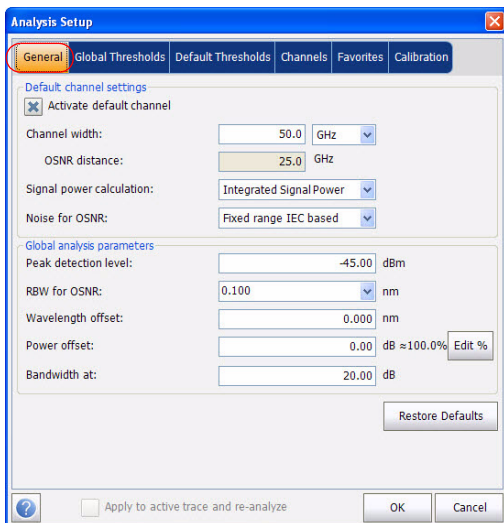 Analysis Setup
General Global Thresholds Default Thresholds Channels Favorites Calibration
Default channel settings
Activate default channel
Channel width: 50.0 GHz
OSNR distance: 25.0 GHz
Signal power calculation: Integrated Signal Power
Noise for OSNR: Fixed range IEC based
Global analysis parameters
Peak detection level: -45.00 dBm
RBW for OSNR: 0.100 nm
Wavelength offset: 0.000 nm
Power offset: 0.00 dB ≈100.0% Edit %
Bandwidth at: 20.00 dB
Restore Defaults
? Apply to active trace and re-analyze OK Cancel